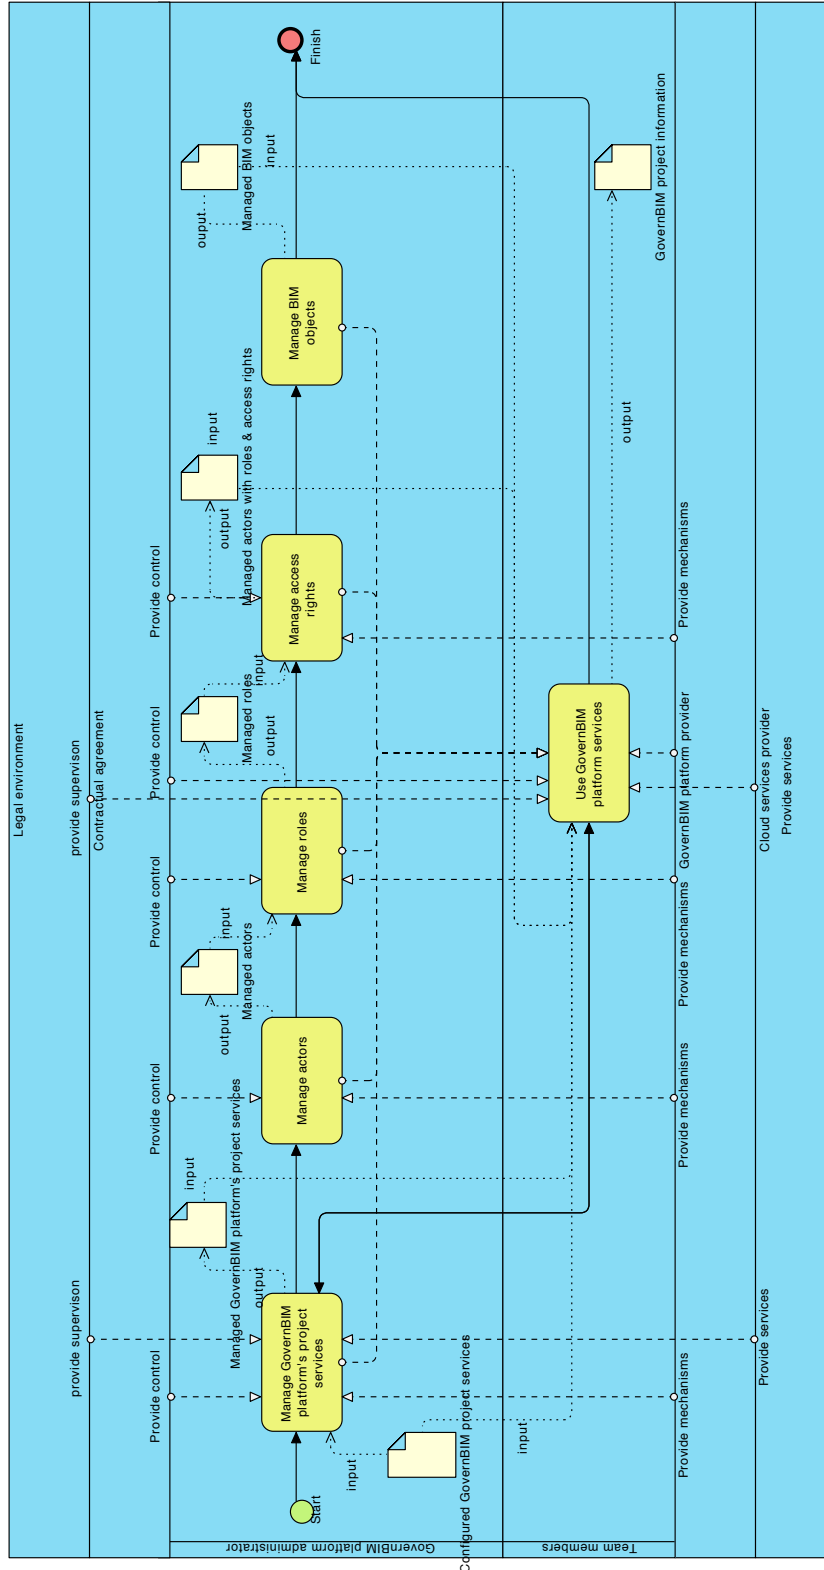 Legal environment
provide supervison
provide supervison
Contractual agreement
Provide control
Provide control
Provide control
Provide control
Provide control
GovernBIM platform administrator
Start
Manage GovernBIM
platform's project
services
output
Managed GovernBIM platform's project services
input
Manage actors
output
Managed actors
input
Manage roles
output
Managed roles
input
Manage access
rights
output
Managed actors with roles & access rights
input
Manage BIM
objects
ouput
Managed BIM objects
input
Finish
input
Configured GovernBIM project services
input
Team members
Use GovernBIM
platform services
output
GovernBIM project information
Provide mechanisms
Provide mechanisms
Provide mechanisms
GovernBIM platform provider
Provide mechanisms
Provide services
Cloud services provider
Provide services